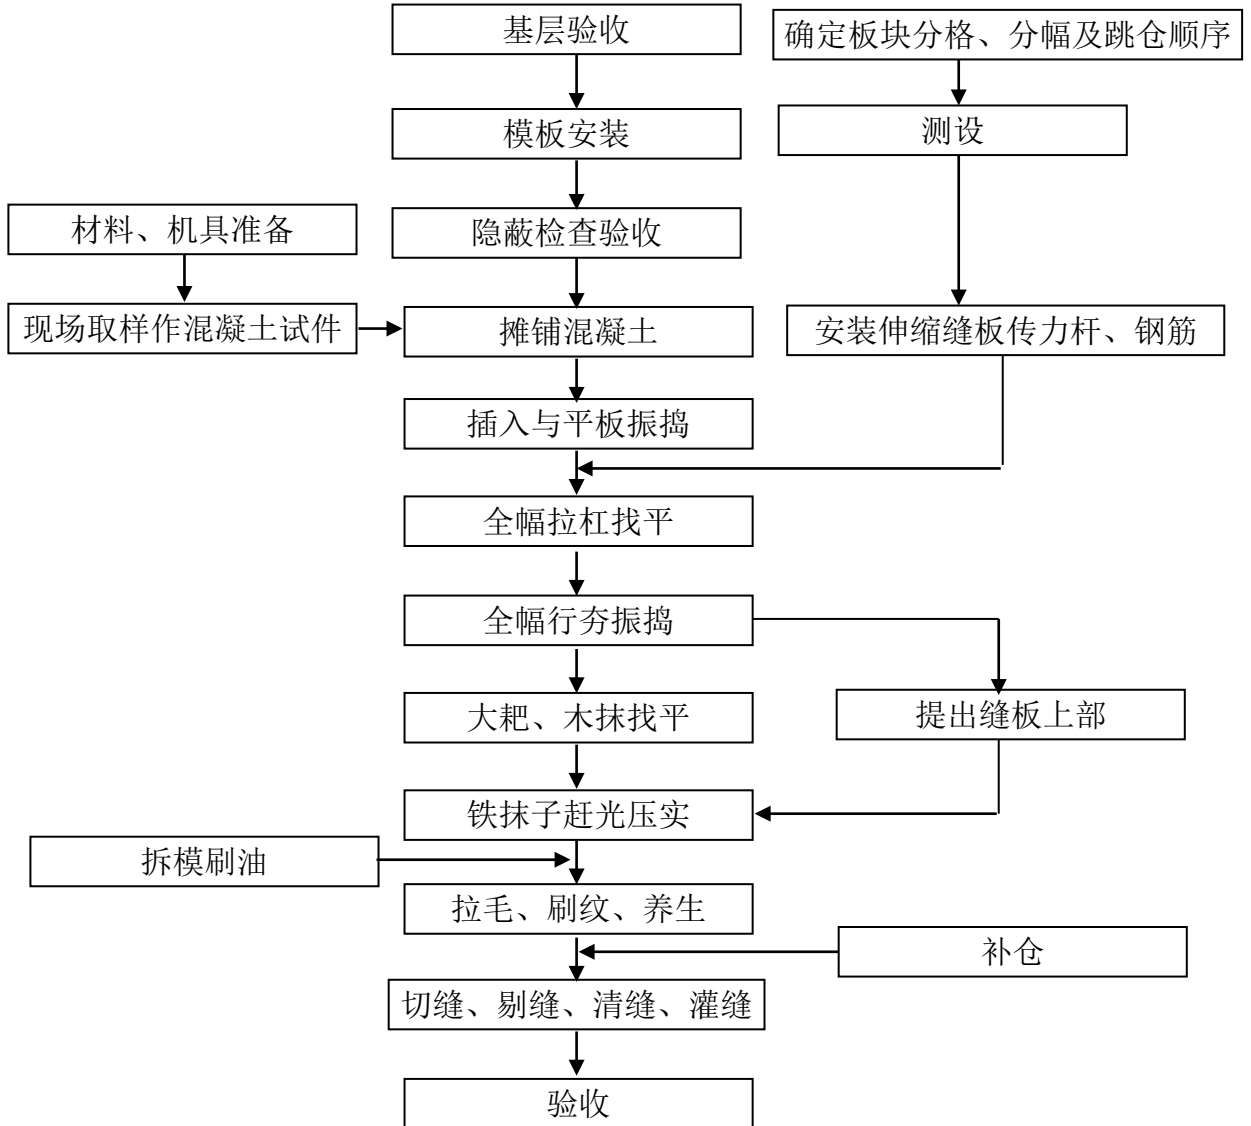 基层验收
确定板块分格、分幅及跳仓顺序
模板安装
测设
材料、机具准备
隐蔽检查验收
现场取样作混凝土试件
摊铺混凝土
安装伸缩缝板传力杆、钢筋
插入与平板振捣
全幅拉杠找平
全幅行夯振捣
大耙、木抹找平
提出缝板上部
铁抹子赶光压实
拆模刷油
拉毛、刷纹、养生
补仓
切缝、剔缝、清缝、灌缝
验收